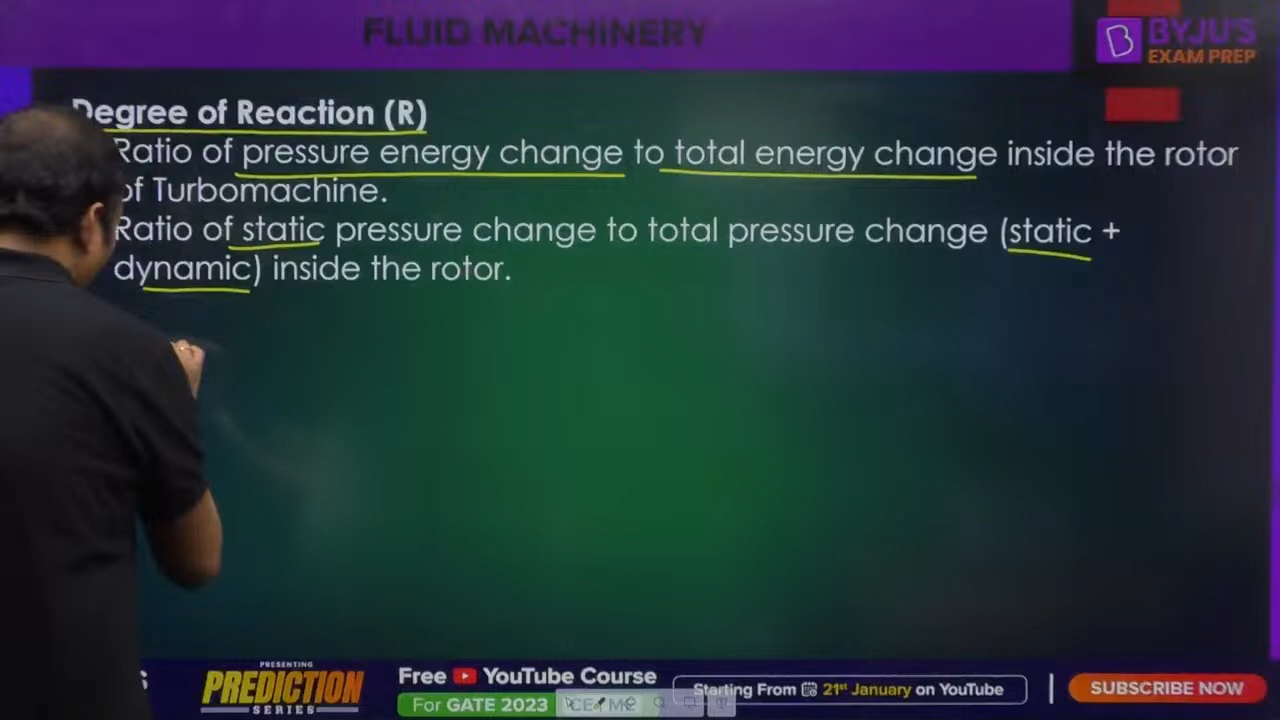 FLUID MACHINERY
BYJU'S
EXAM PREP
Degree of Reaction (R)
Ratio of pressure energy change to total energy change inside the rotor
of Turbomachine.
Ratio of static pressure change to total pressure change (static +
dynamic) inside the rotor.
PRESENTING
PREDICTION
SERIES
Free YouTube Course
For GATE 2023 CE ME
Starting From 21st January on YouTube
SUBSCRIBE NOW